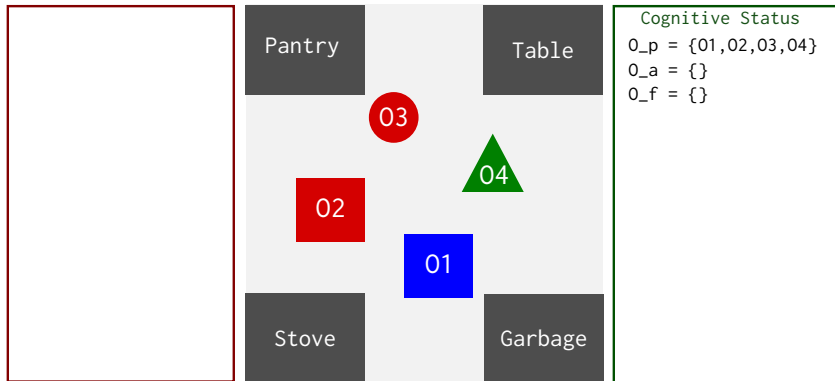 Pantry
Table
O3
O4
O2
O1
Stove
Garbage
Cognitive Status
O_p = {O1,O2,O3,O4}
O_a = {}
O_f = {}